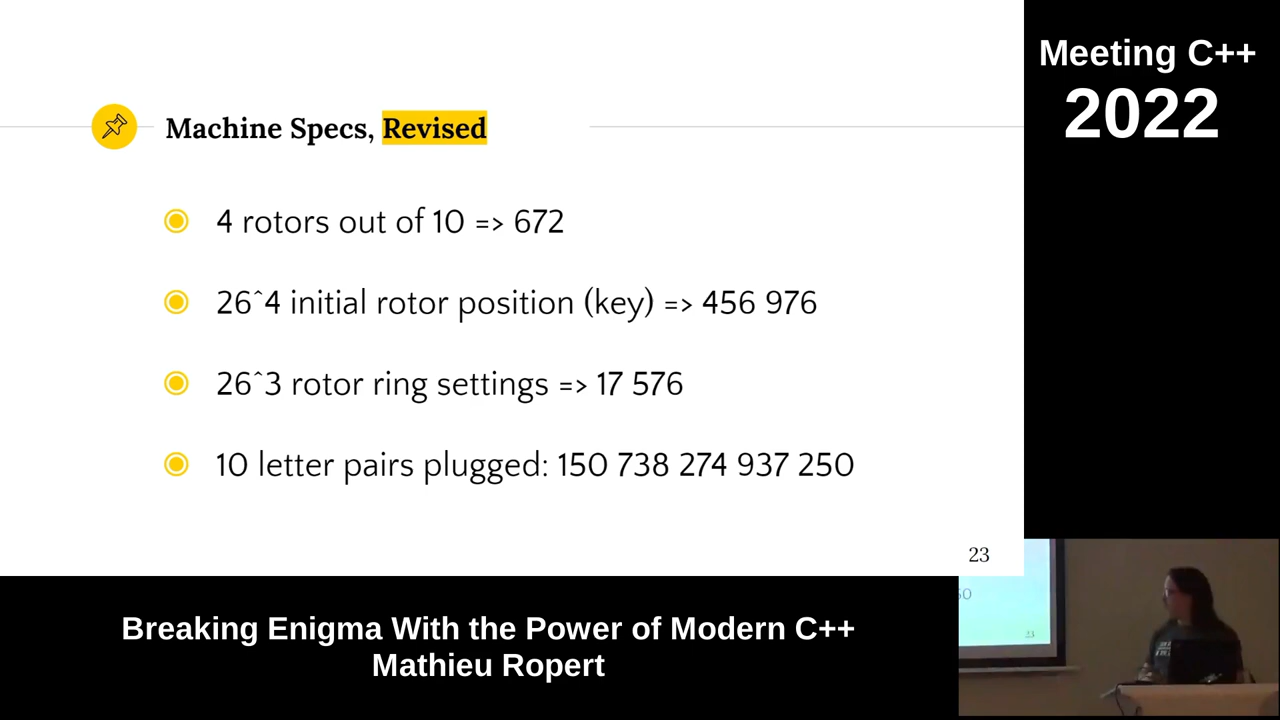 Meeting C++
2022
Machine Specs, Revised
4 rotors out of 10 => 672
26^4 initial rotor position (key) => 456 976
26^3 rotor ring settings => 17 576
10 letter pairs plugged: 150 738 274 937 250
23
Breaking Enigma With the Power of Modern C++
Mathieu Ropert
50
23